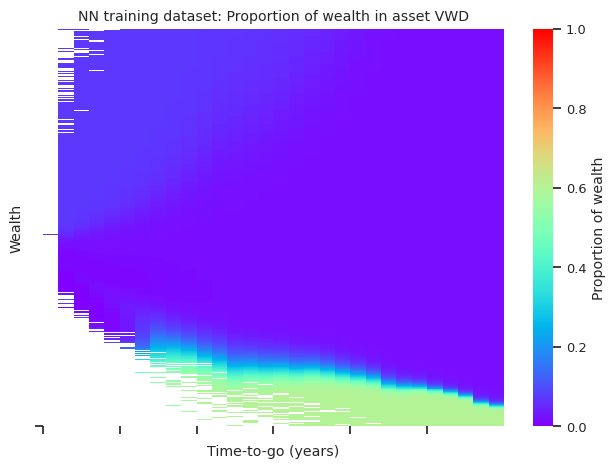 NN training dataset: Proportion of wealth in asset VWD
Wealth
Time-to-go (years)
1.0
0.8
0.6
0.4
0.2
0.0
Proportion of wealth